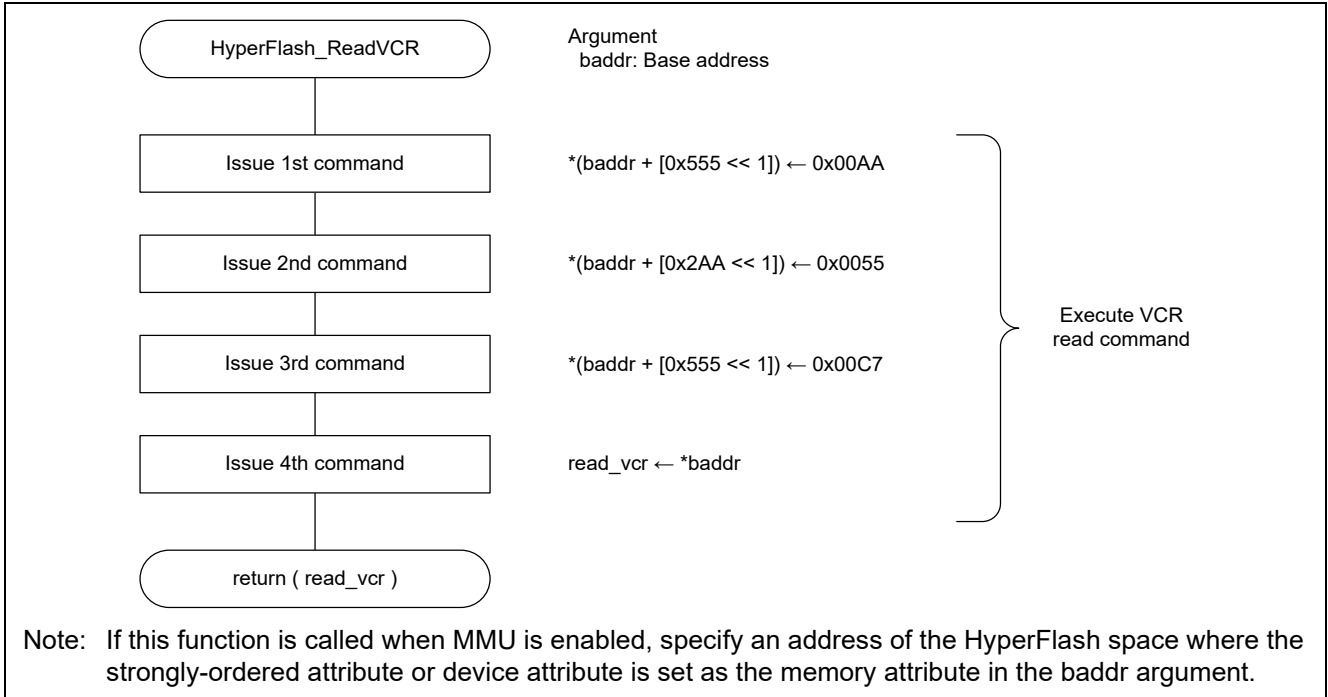 HyperFlash_ReadVCR
Argument
baddr: Base address
Issue 1st command
*(baddr + [0x555 << 1]) ← 0x00AA
Issue 2nd command
*(baddr + [0x2AA << 1]) ← 0x0055
Execute VCR
read command
Issue 3rd command
*(baddr + [0x555 << 1]) ← 0x00C7
Issue 4th command
read_vcr ← *baddr
return ( read_vcr )
Note: If this function is called when MMU is enabled, specify an address of the HyperFlash space where the
strongly-ordered attribute or device attribute is set as the memory attribute in the baddr argument.